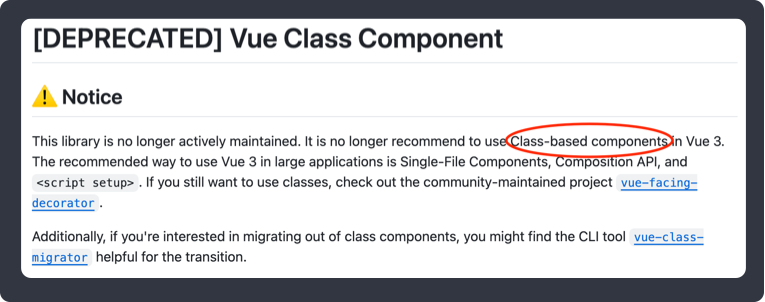 [DEPRECATED] Vue Class Component
⚠️ Notice
This library is no longer actively maintained. It is no longer recommend to use Class-based components in Vue 3.
The recommended way to use Vue 3 in large applications is Single-File Components, Composition API, and
<script setup> . If you still want to use classes, check out the community-maintained project vue-facing-
decorator .
Additionally, if you're interested in migrating out of class components, you might find the CLI tool vue-class-
migrator helpful for the transition.